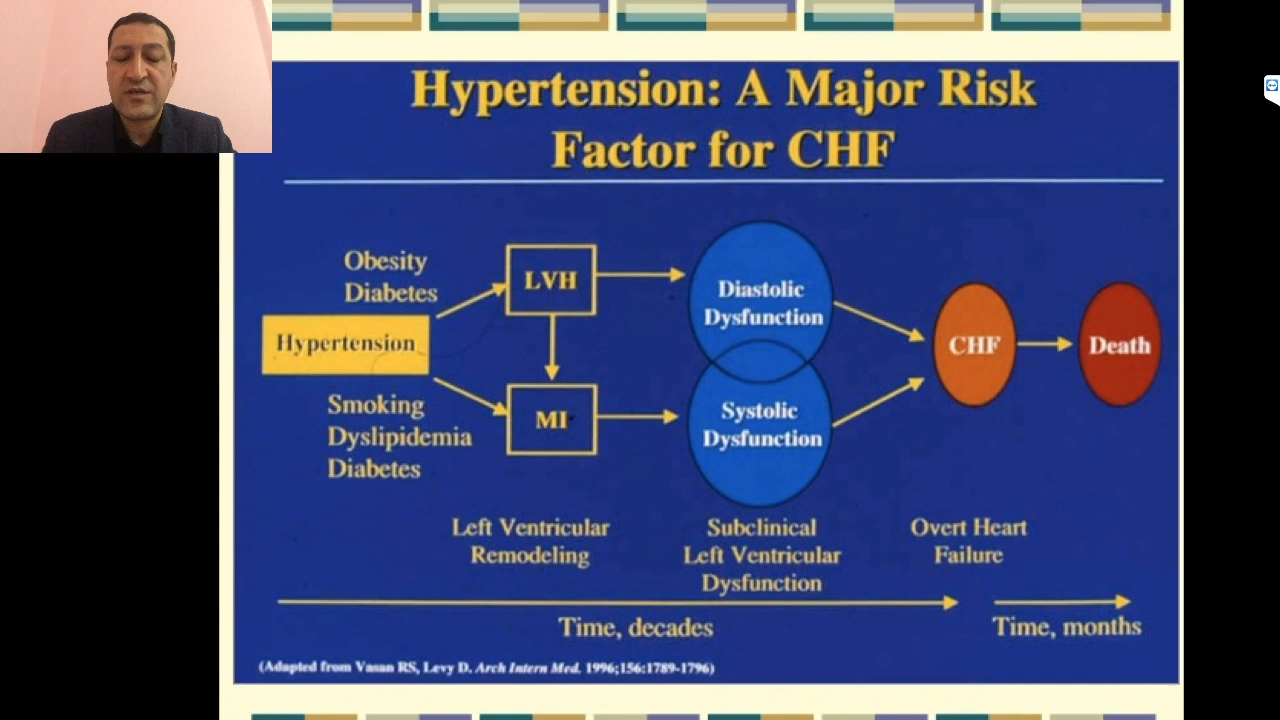 Hypertension: A Major Risk
Factor for CHF
Obesity
Diabetes
Hypertension
Smoking
Dyslipidemia
Diabetes
LVH
MI
Diastolic
Dysfunction
Systolic
Dysfunction
CHF
Death
Left Ventricular
Remodeling
Subclinical
Left Ventricular
Dysfunction
Overt Heart
Failure
Time, decades
Time, months
(Adapted from Vasan RS, Levy D. Arch Intern Med. 1996;156:1789-1796)